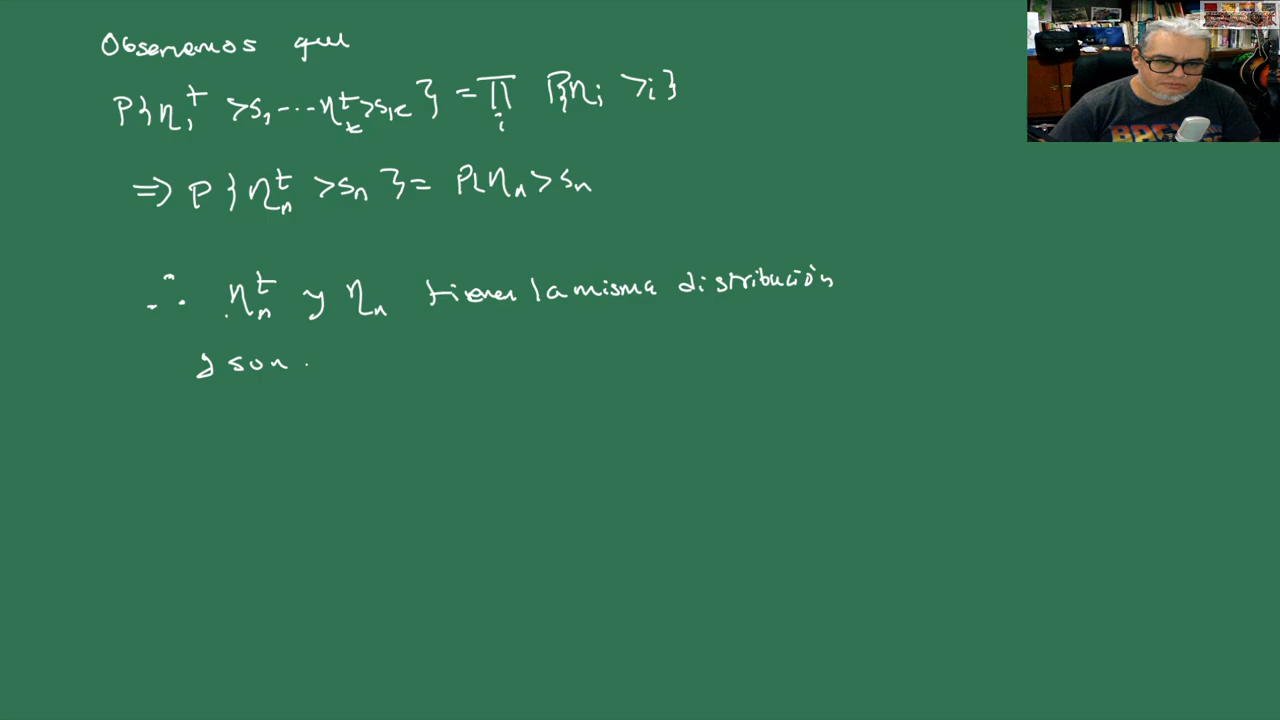 Observemos que
P{η₁ᵗ >s₁ ... ηₖᵗ>sₖ } = ∏ᵢ P{ηᵢ >i}
⇒ P{ηₙᵗ >sₙ } = P{ηₙ > sₙ
∴ ηₙᵗ y ηₙ tienen la misma distribución
y son .